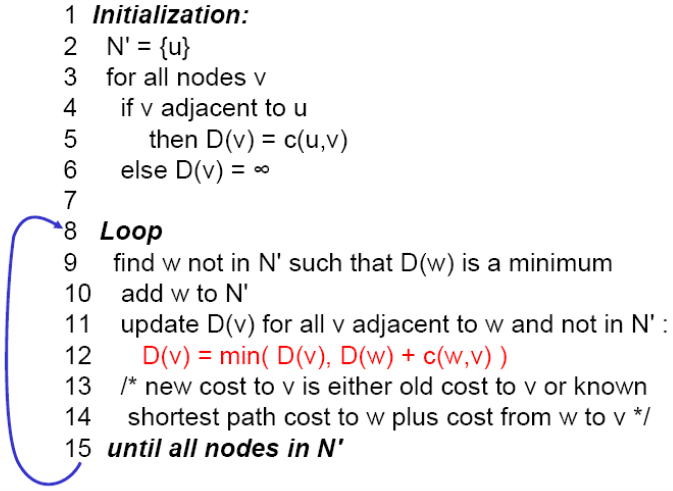 1 Initialization:
2 N' = {u}
3 for all nodes v
4 if v adjacent to u
5 then D(v) = c(u,v)
6 else D(v) = ∞
7
8 Loop
9 find w not in N' such that D(w) is a minimum
10 add w to N'
11 update D(v) for all v adjacent to w and not in N' :
12 D(v) = min( D(v), D(w) + c(w,v) )
13 /* new cost to v is either old cost to v or known
14 shortest path cost to w plus cost from w to v */
15 until all nodes in N'